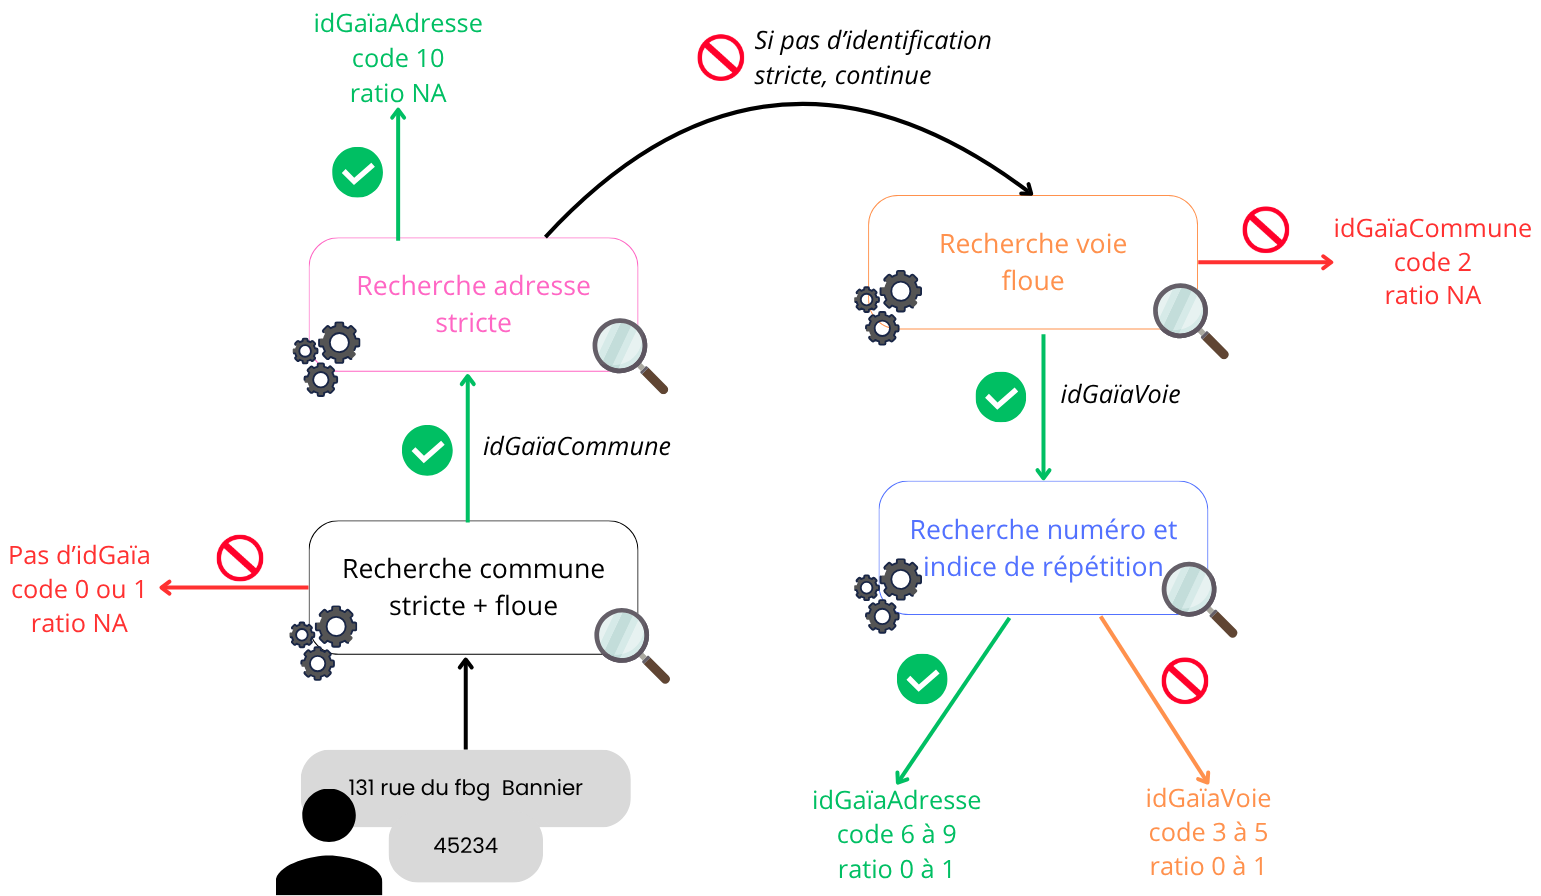 idGaïaAdresse
code 10
ratio NA
Si pas d’identification
stricte, continue
Recherche adresse
stricte
Recherche voie
floue
idGaïaCommune
code 2
ratio NA
idGaïaCommune
idGaïaVoie
Pas d’idGaïa
code 0 ou 1
ratio NA
Recherche commune
stricte + floue
Recherche numéro et
indice de répétition
131 rue du fbg  Bannier
45234
idGaïaAdresse
code 6 à 9
ratio 0 à 1
idGaïaVoie
code 3 à 5
ratio 0 à 1